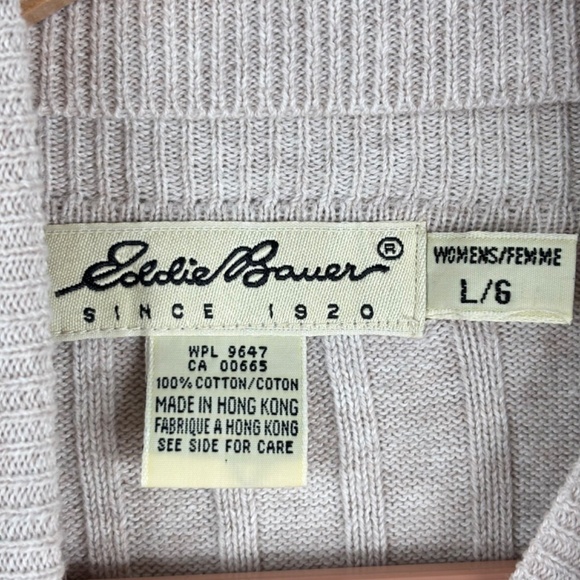 Eddie Bauer®
SINCE 1920
WOMENS/FEMME
L/G
WPL 9647
CA 00665
100% COTTON/COTON
MADE IN HONG KONG
FABRIQUE A HONG KONG
SEE SIDE FOR CARE